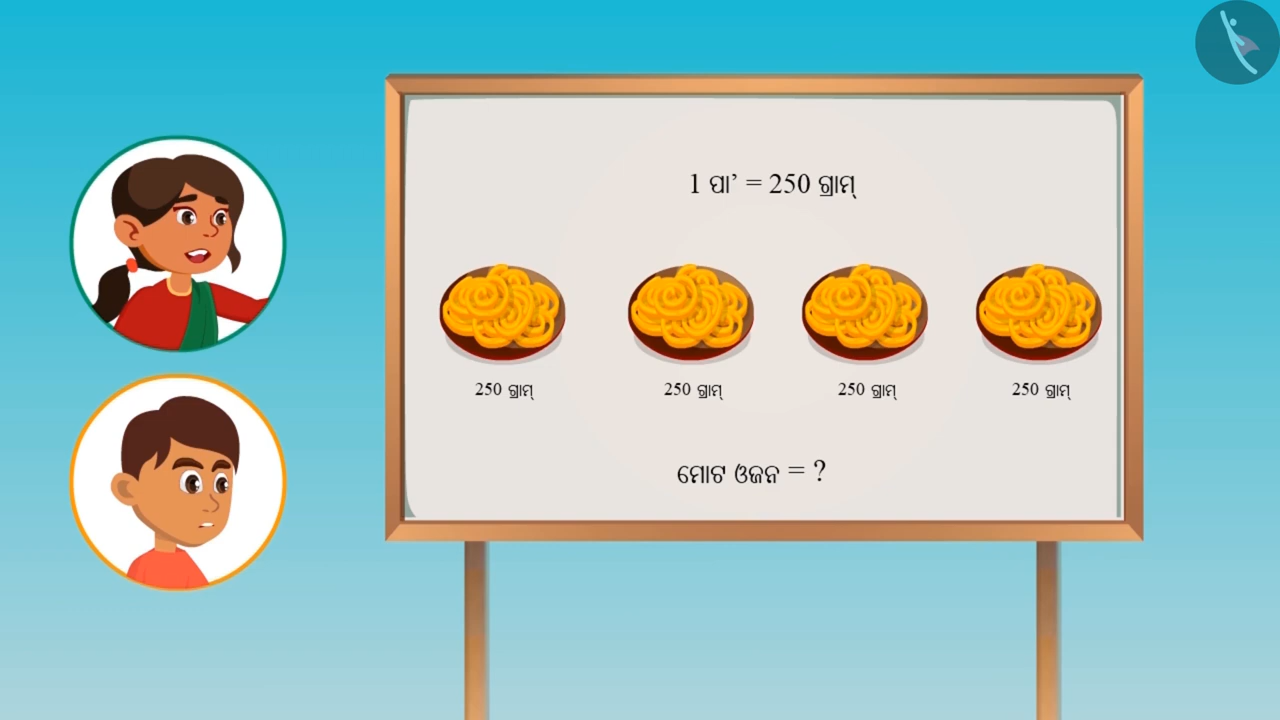 1 ପା’ = 250 ଗ୍ରାମ୍
250 ଗ୍ରାମ୍ 250 ଗ୍ରାମ୍ 250 ଗ୍ରାମ୍ 250 ଗ୍ରାମ୍
ମୋଟ ଓଜନ = ?